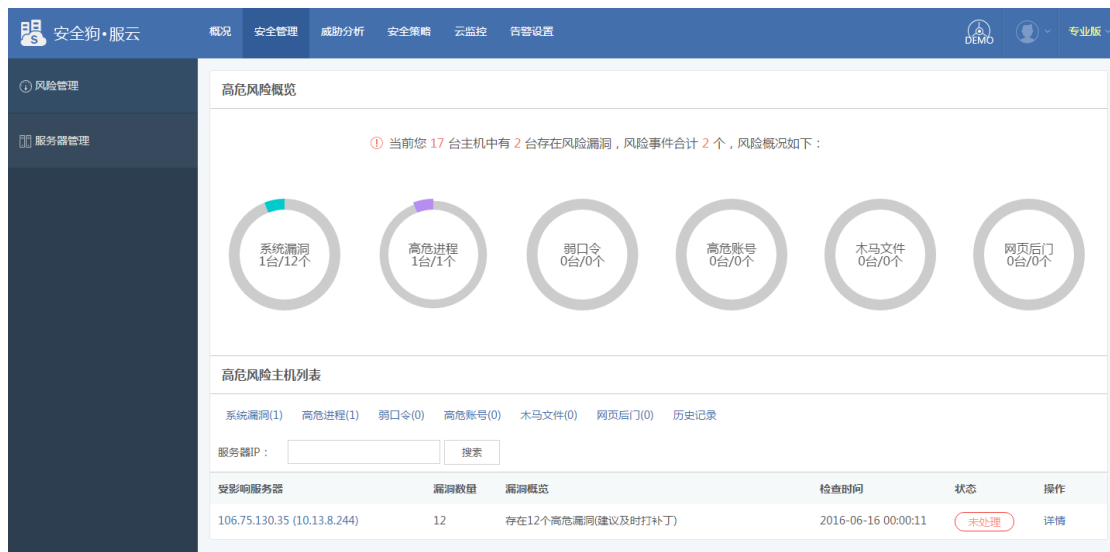 安全狗·服云 概况 安全管理 威胁分析 安全策略 云监控 告警设置 DEMO 专业版
风险管理
服务器管理
高危风险概览
当前您 17 台主机中有 2 台存在风险漏洞，风险事件合计 2 个，风险概况如下：
系统漏洞 高危进程 弱口令 高危账号 木马文件 网页后门
1台/12个 1台/1个 0台/0个 0台/0个 0台/0个 0台/0个
高危风险主机列表
系统漏洞(1) 高危进程(1) 弱口令(0) 高危账号(0) 木马文件(0) 网页后门(0) 历史记录
服务器IP： 搜索
受影响服务器 漏洞数量 漏洞概览 检查时间 状态 操作
106.75.130.35 (10.13.8.244) 12 存在12个高危漏洞(建议及时打补丁) 2016-06-16 00:00:11 未处理 详情